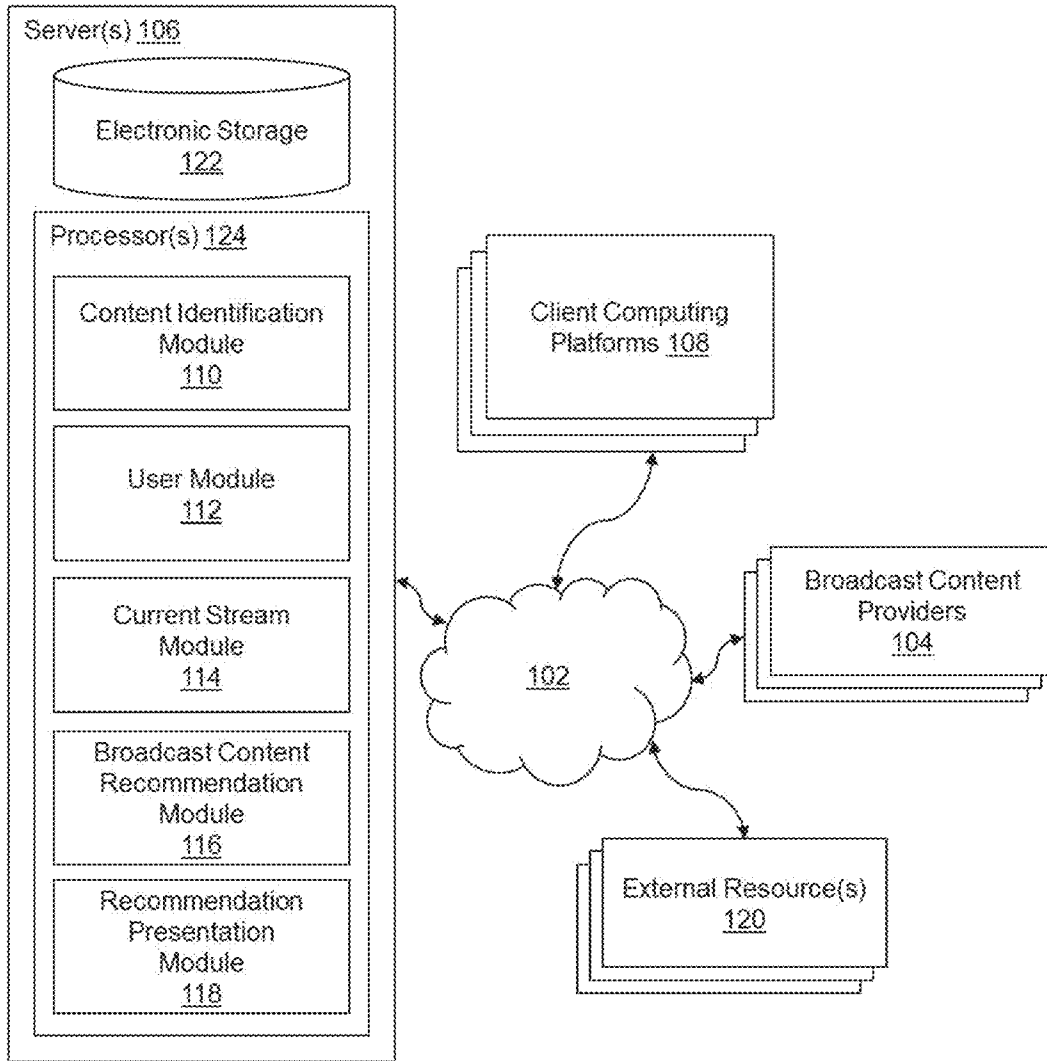 Server(s) 106
Electronic Storage
122
Processor(s) 124
Content Identification
Module
110
User Module
112
Current Stream
Module
114
Broadcast Content
Recommendation
Module
116
Recommendation
Presentation
Module
118
Client Computing
Platforms 108
102
Broadcast Content
Providers
104
External Resource(s)
120